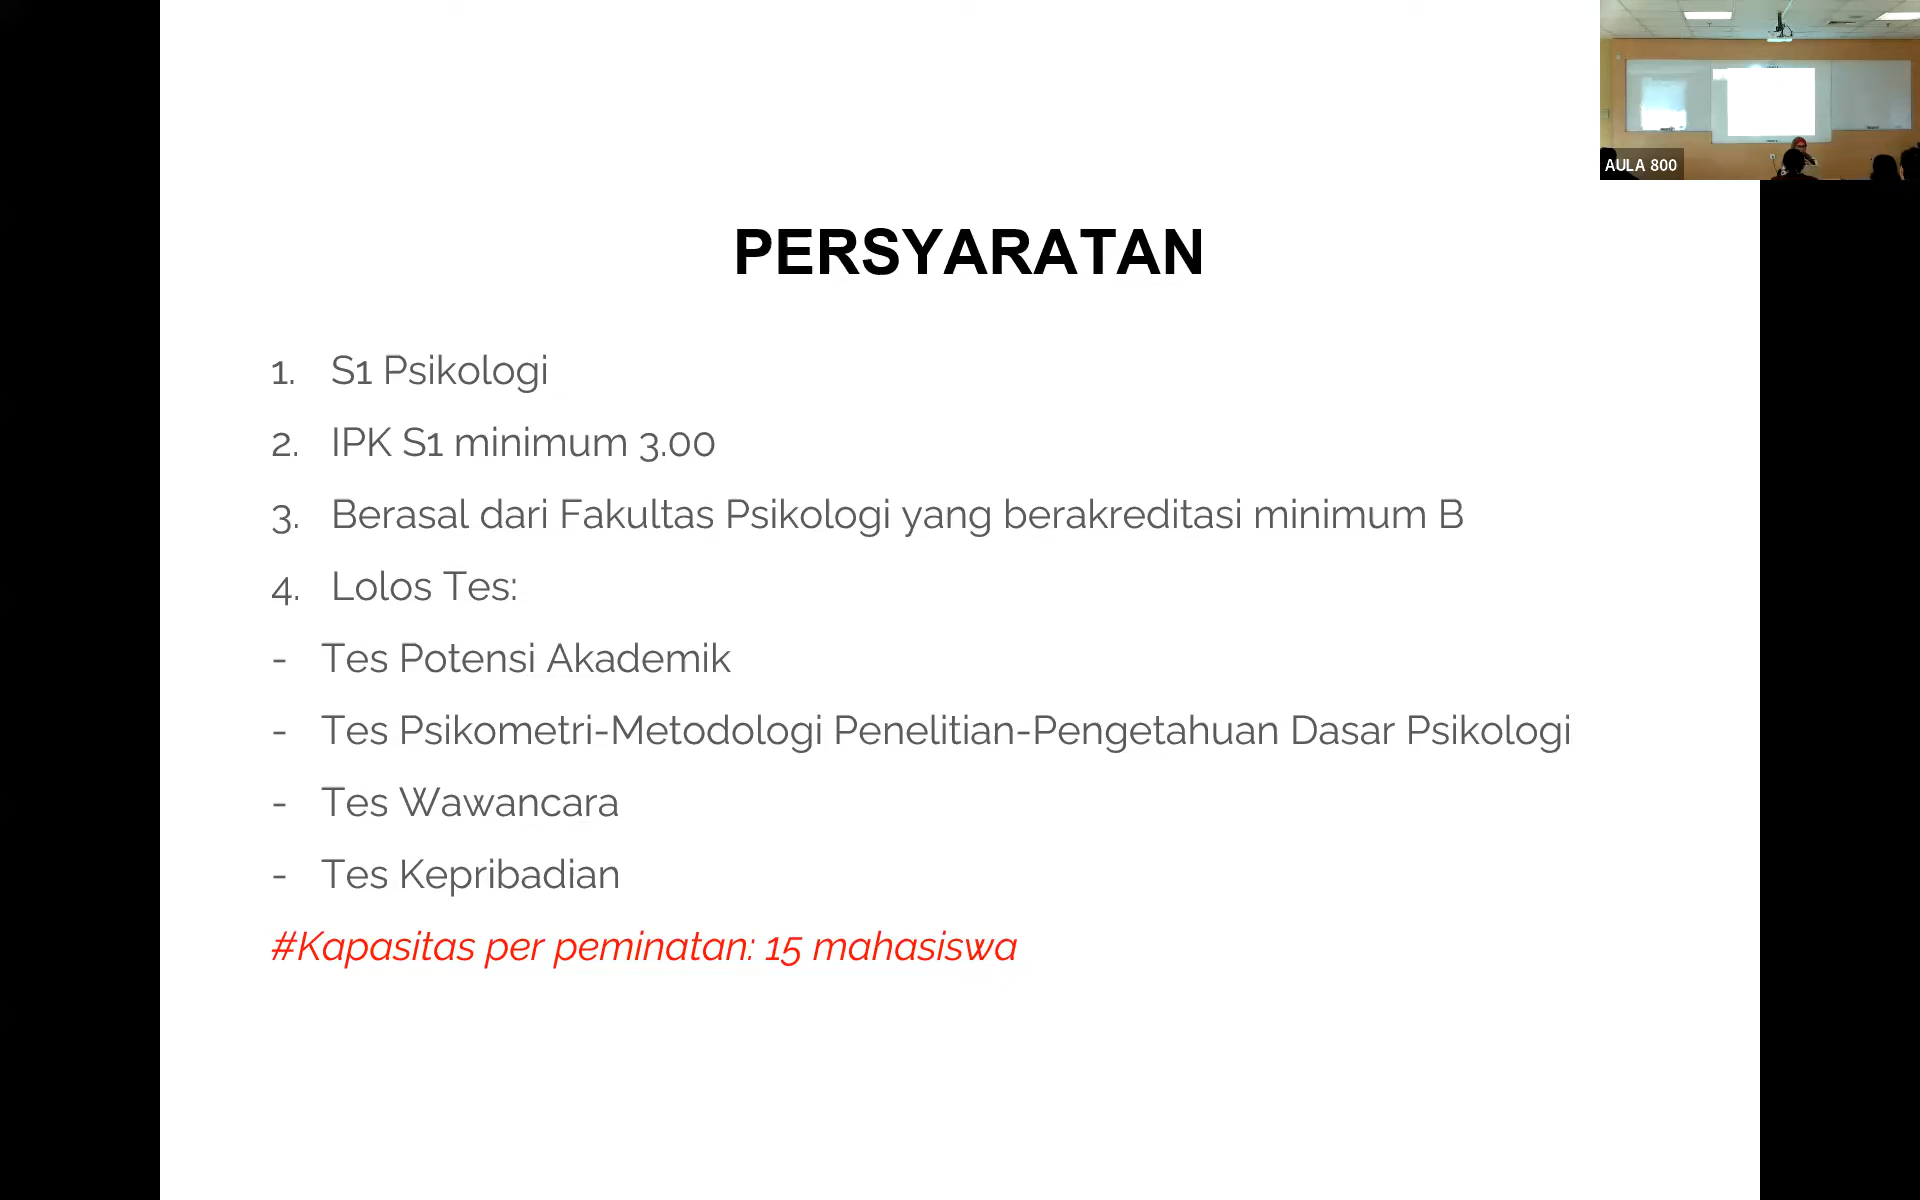 AULA 800
PERSYARATAN
1. S1 Psikologi
2. IPK S1 minimum 3.00
3. Berasal dari Fakultas Psikologi yang berakreditasi minimum B
4. Lolos Tes:
- Tes Potensi Akademik
- Tes Psikometri-Metodologi Penelitian-Pengetahuan Dasar Psikologi
- Tes Wawancara
- Tes Kepribadian
#Kapasitas per peminatan: 15 mahasiswa